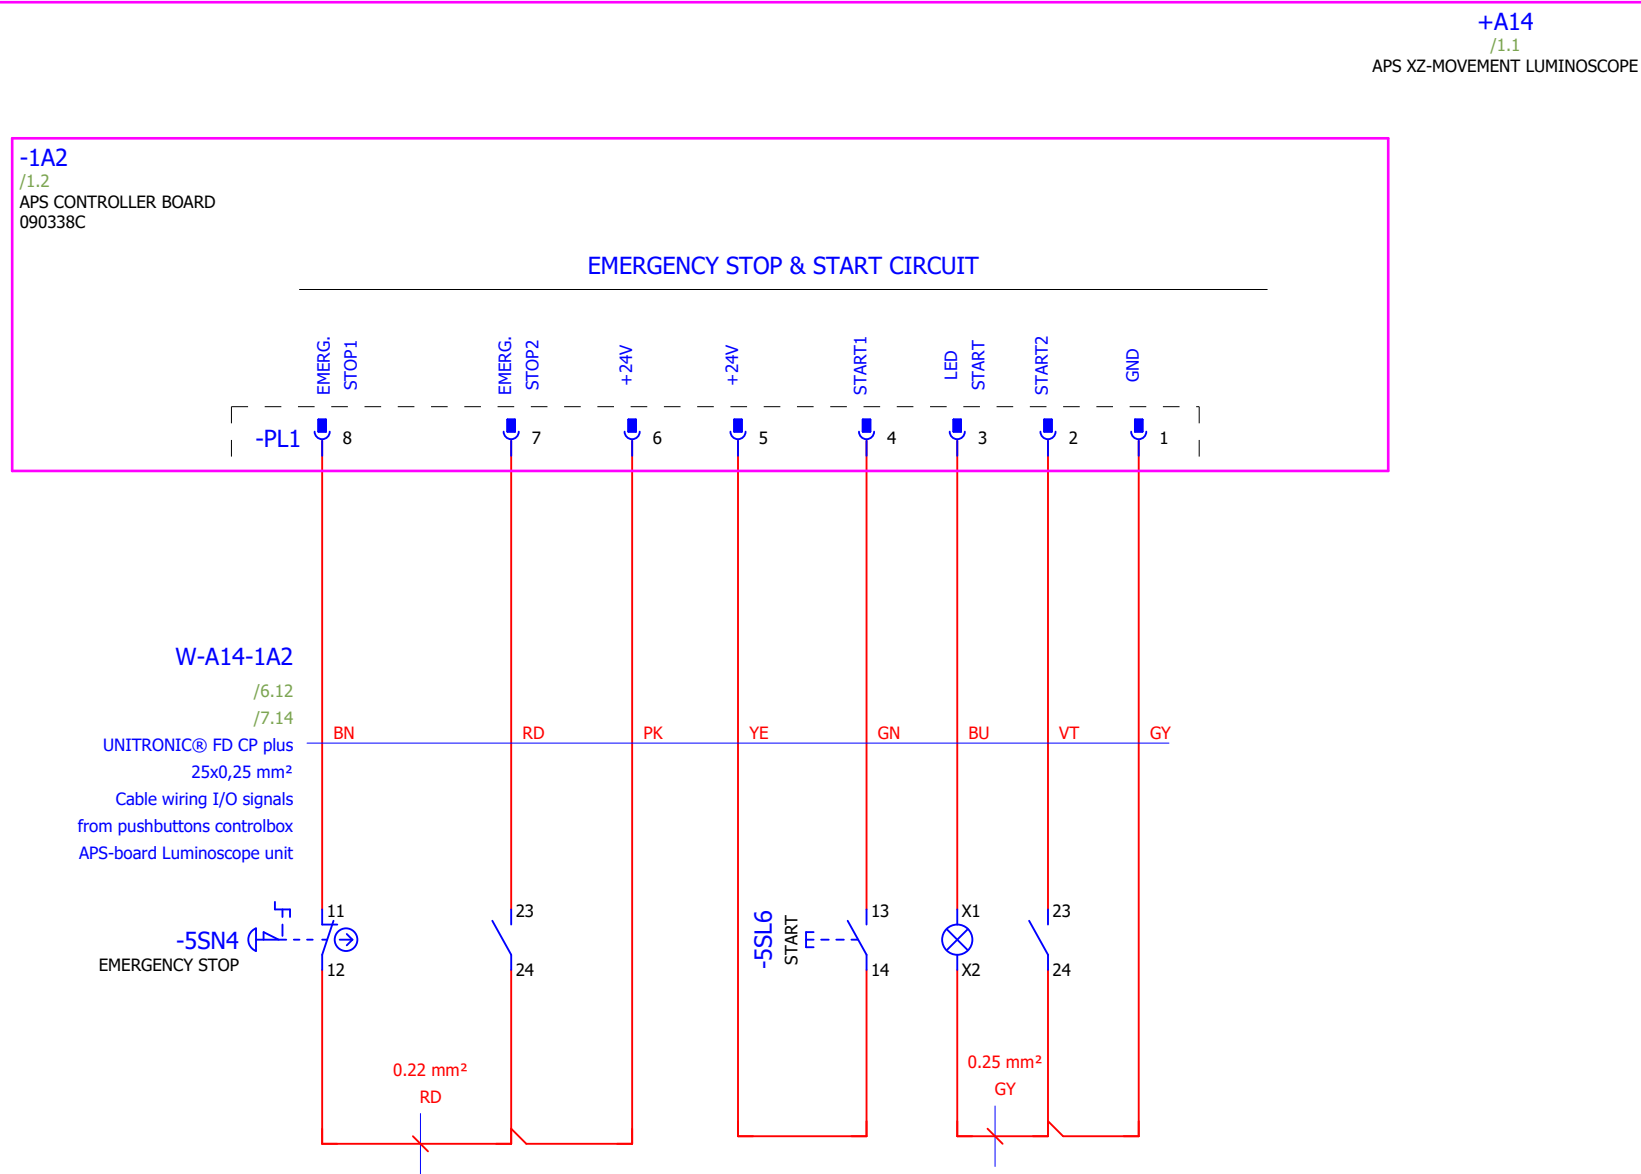 +A14
/1.1
APS XZ-MOVEMENT LUMINOSCOPE
-1A2
/1.2
APS CONTROLLER BOARD
090338C
EMERGENCY STOP & START CIRCUIT
EMERG.
STOP1
EMERG.
STOP2
+24V
+24V
START1
LED
START
START2
GND
-PL1
8
7
6
5
4
3
2
1
W-A14-1A2
/6.12
/7.14
UNITRONIC® FD CP plus
25x0,25 mm²
Cable wiring I/O signals
from pushbuttons controlbox
APS-board Luminoscope unit
BN
RD
PK
YE
GN
BU
VT
GY
-5SN4
EMERGENCY STOP
11
12
23
24
-5SL6
START
13
14
X1
X2
23
24
0.22 mm²
RD
0.25 mm²
GY